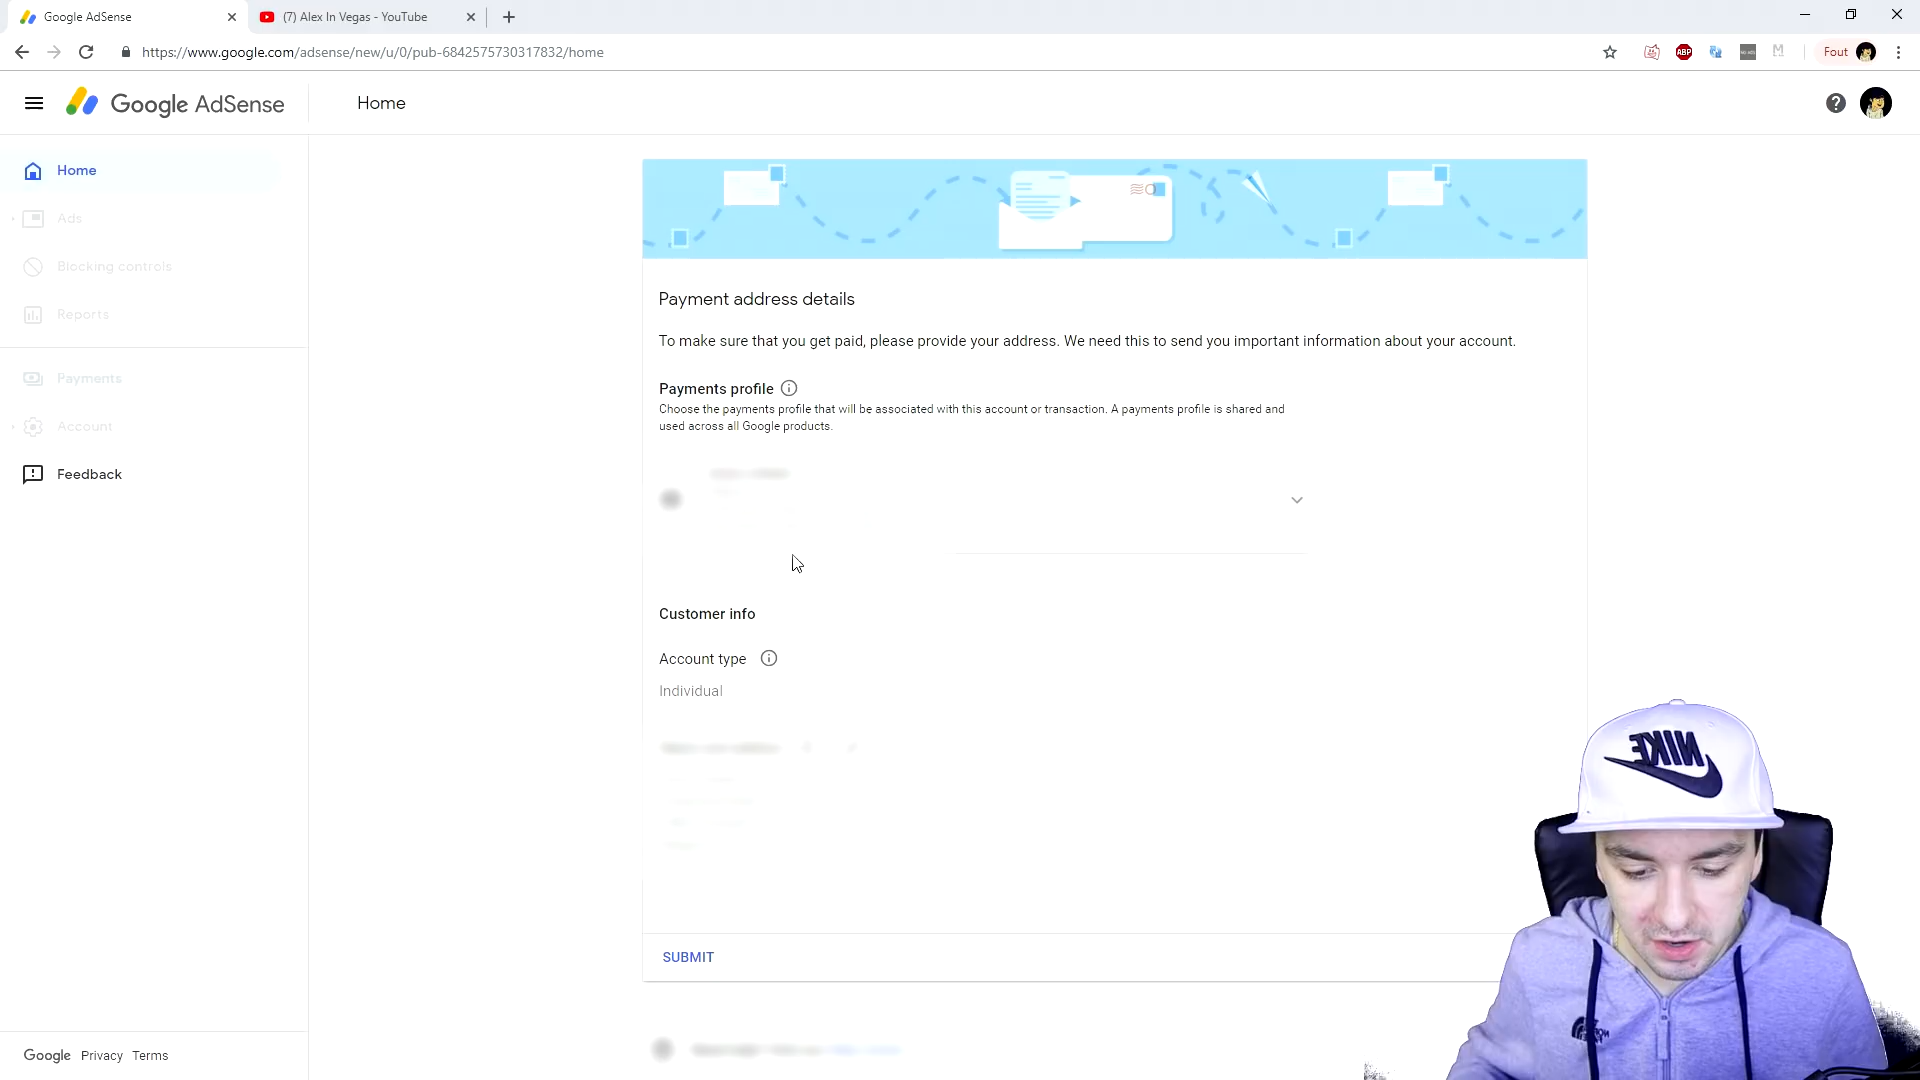 Google AdSense
(7) Alex In Vegas - YouTube
https://www.google.com/adsense/new/u/0/pub-6842575730317832/home
ABP
Fout
Google AdSense
Home
Home
Ads
Blocking controls
Reports
Payments
Account
Feedback
Payment address details
To make sure that you get paid, please provide your address. We need this to send you important information about your account.
Payments profile
Choose the payments profile that will be associated with this account or transaction. A payments profile is shared and
used across all Google products.
Customer info
Account type
Individual
SUBMIT
NIKE
Google Privacy Terms